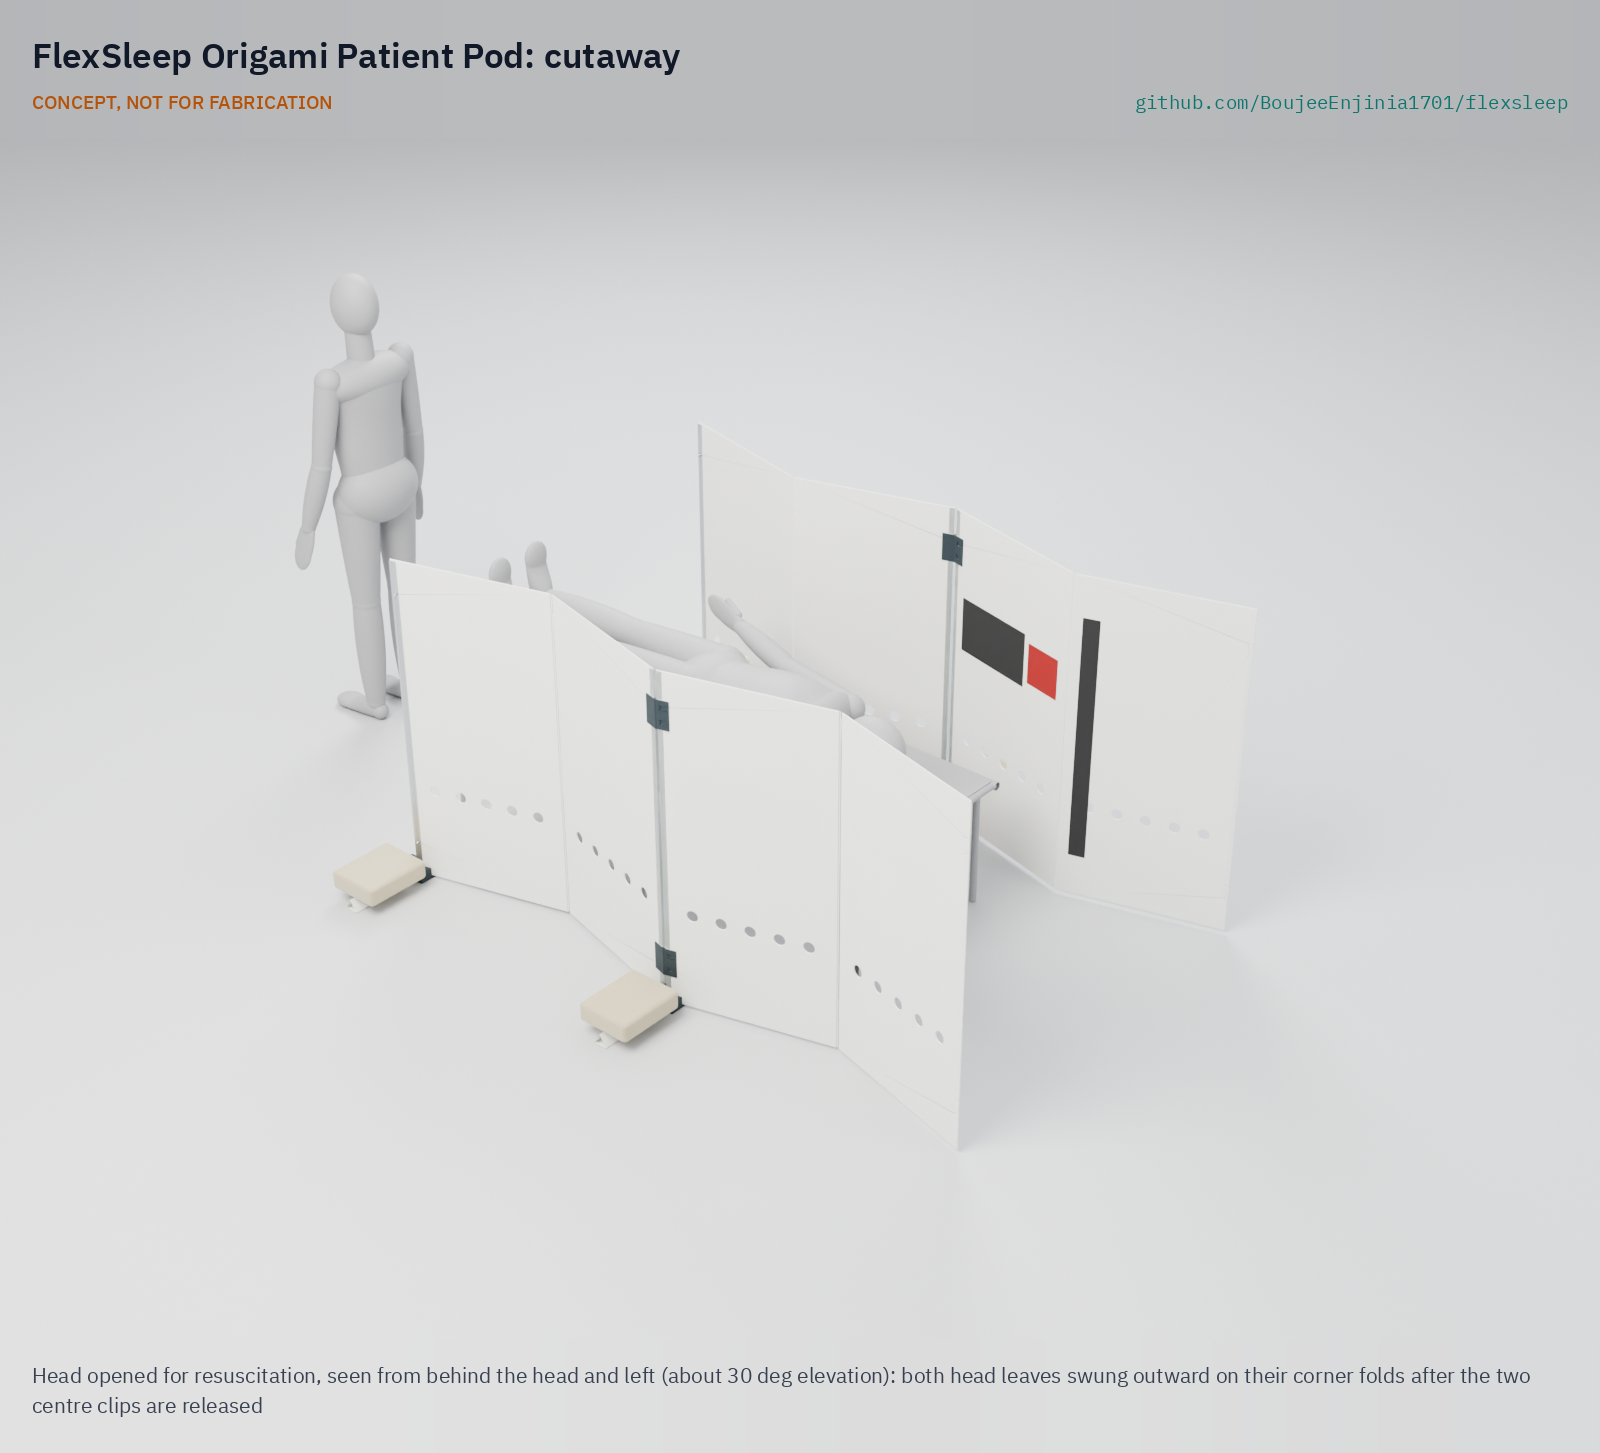 FlexSleep Origami Patient Pod: cutaway
CONCEPT, NOT FOR FABRICATION
github.com/BoujeeEnjinia1701/flexsleep
Head opened for resuscitation, seen from behind the head and left (about 30 deg elevation): both head leaves swung outward on their corner folds after the two
centre clips are released